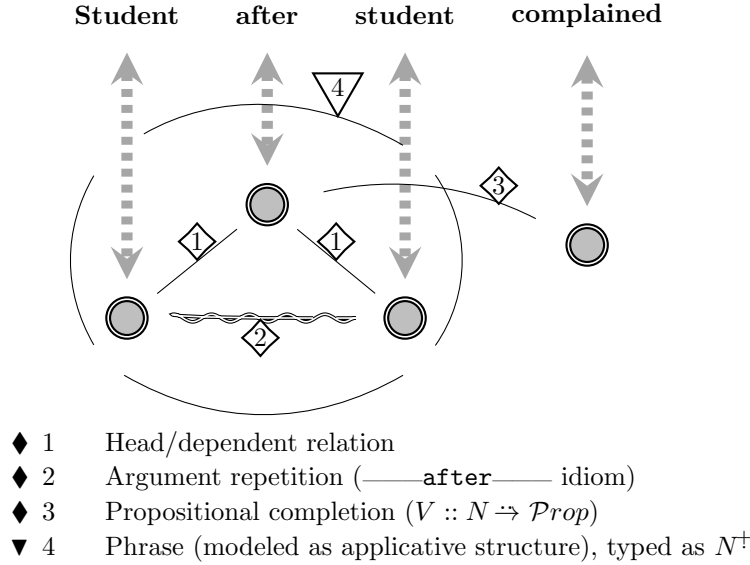 Student after student complained
4
3
1 1
2
♦ 1 Head/dependent relation
♦ 2 Argument repetition (——after—— idiom)
♦ 3 Propositional completion (V :: N ⤍ 𝒫rop)
▼ 4 Phrase (modeled as applicative structure), typed as N⁺